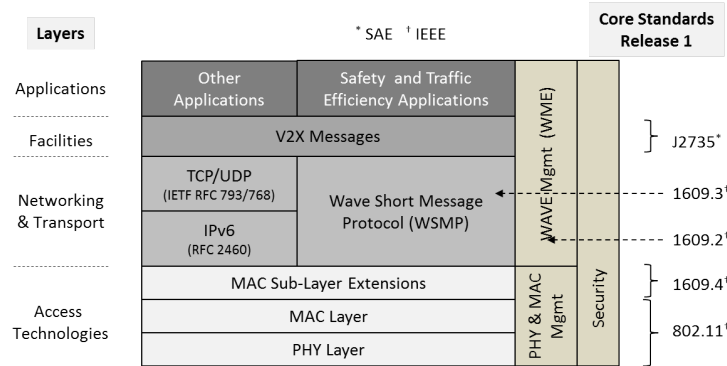 Layers
* SAE † IEEE
Core Standards
Release 1
Applications
Other
Applications
Safety and Traffic
Efficiency Applications
Facilities
V2X Messages
J2735*
Networking
& Transport
TCP/UDP
(IETF RFC 793/768)
IPv6
(RFC 2460)
Wave Short Message
Protocol (WSMP)
WAVE Mgmt (WME)
Security
1609.3†
1609.2†
Access
Technologies
MAC Sub-Layer Extensions
MAC Layer
PHY Layer
PHY & MAC
Mgmt
1609.4†
802.11†